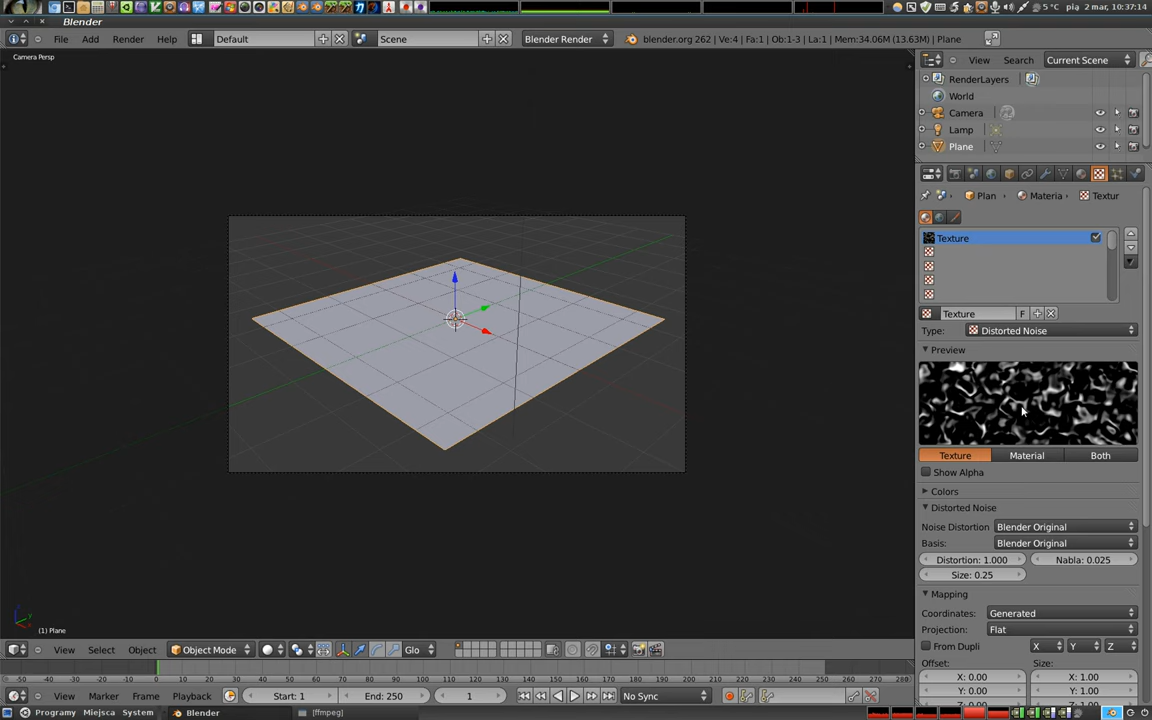 5 °C pią 2 mar, 10:37:14
Blender
File Add Render Help Default Scene Blender Render blender.org 262 | Ve:4 | Fa:1 | Ob:1-3 | La:1 | Mem:34.06M (13.63M) | Plane
View Search Current Scene
Camera Persp
RenderLayers
World
Camera
Lamp
Plane
Plan Materia Textur
Texture
Texture F
Type: Distorted Noise
Preview
Texture Material Both
Show Alpha
Colors
Distorted Noise
Noise Distortion Blender Original
Basis: Blender Original
Distortion: 1.000 Nabla: 0.025
Size: 0.25
Mapping
Coordinates: Generated
Projection: Flat
From Dupli X Y Z
Offset: Size:
X: 0.00 X: 1.00
Y: 0.00 Y: 1.00
(1) Plane
View Select Object Object Mode Glo
-50 -40 -30 -20 -10 0 10 20 30 40 50 60 70 80 90 100 110 120 130 140 150 160 170 180 190 200 210 220 230 240 250 260 270 280
View Marker Frame Playback Start: 1 End: 250 1 No Sync
Programy Miejsca System Blender [ffmpeg]